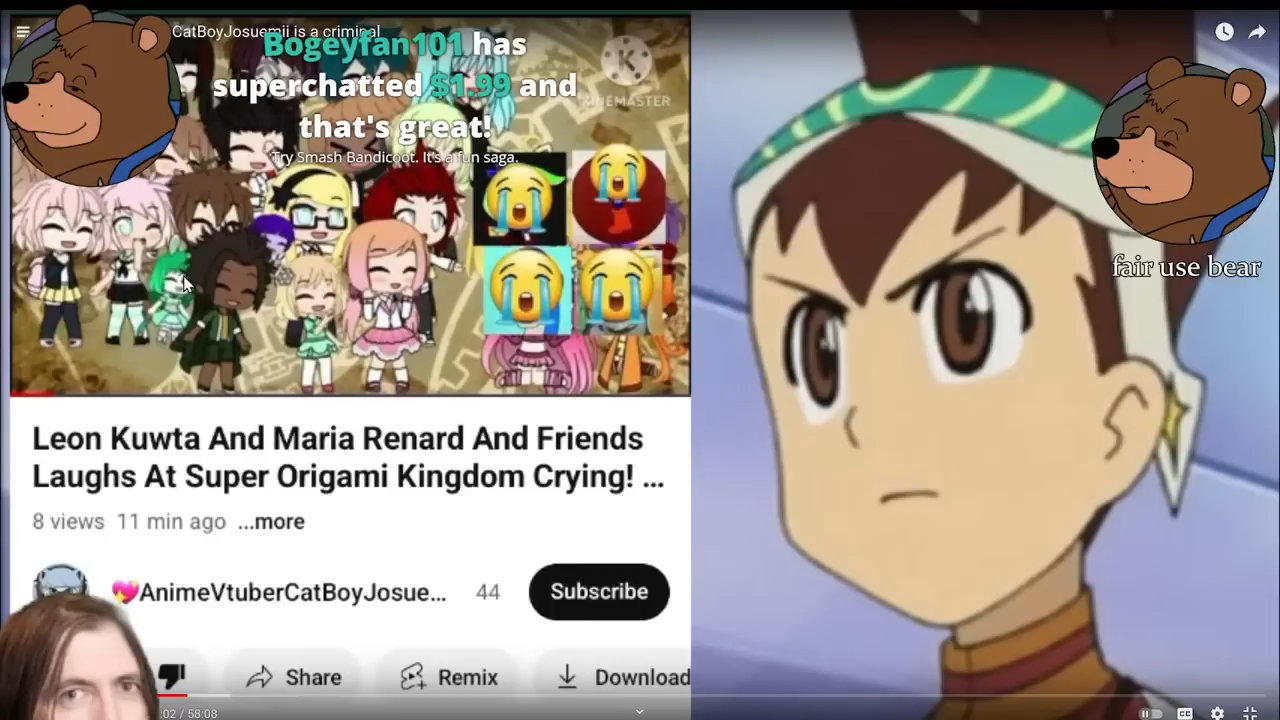 CatBoyJosuemii is a criminal
Bogeyfan101 has
superchatted $1.99 and
that's great!
Try Smash Bandicoot. It's a fun saga.
K
KINEMASTER
fair use bear
Leon Kuwta And Maria Renard And Friends
Laughs At Super Origami Kingdom Crying! ...
8 views 11 min ago ...more
💖AnimeVtuberCatBoyJosue... 44 Subscribe
Share Remix Download
:02 / 58:08
CC